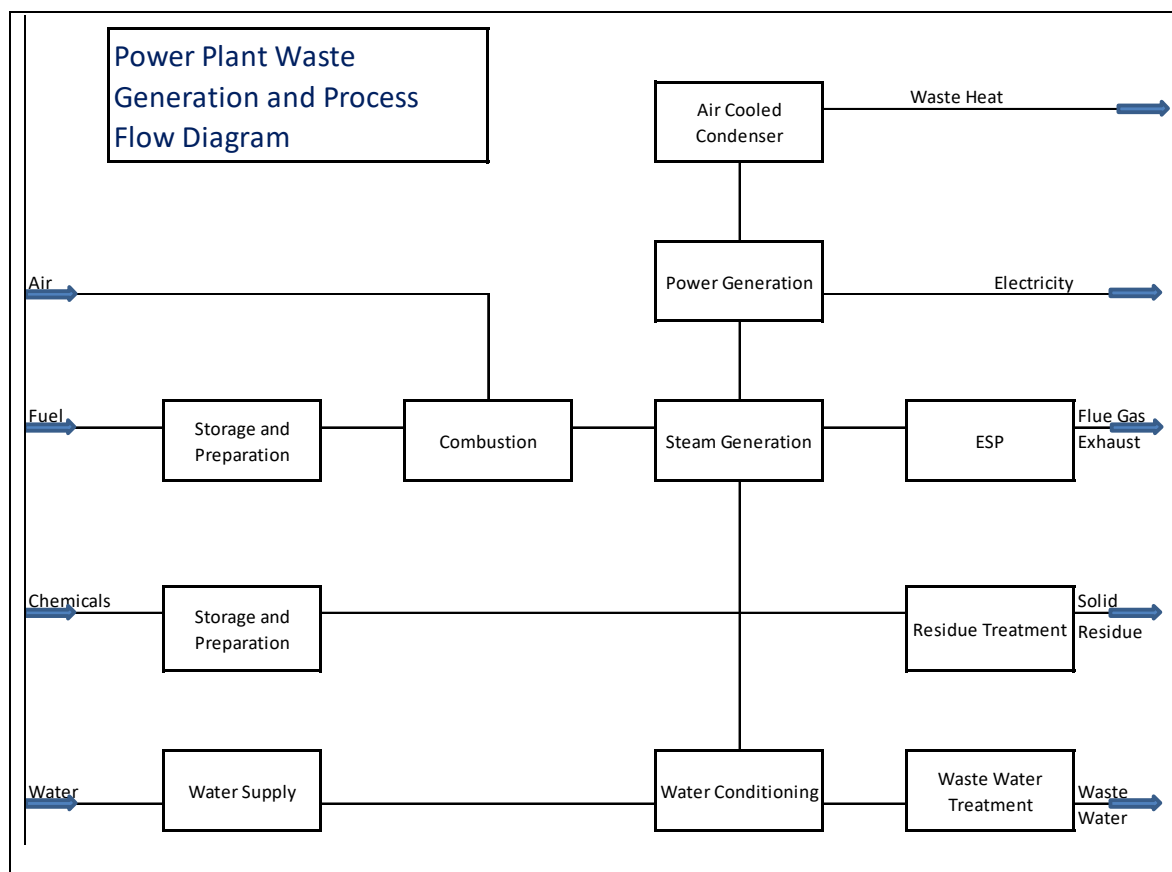 Power Plant Waste
Generation and Process
Flow Diagram
Air Cooled
Condenser
Waste Heat
Air
Power Generation
Electricity
Fuel
Storage and
Preparation
Combustion
Steam Generation
ESP
Flue Gas
Exhaust
Chemicals
Storage and
Preparation
Residue Treatment
Solid
Residue
Water
Water Supply
Water Conditioning
Waste Water
Treatment
Waste
Water